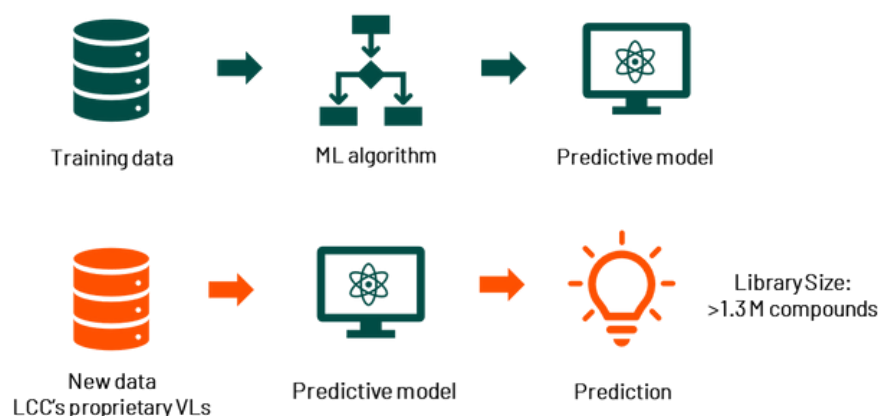 Training data
ML algorithm
Predictive model
Library Size:
>1.3 M compounds
New data
LCC's proprietary VLs
Predictive model
Prediction